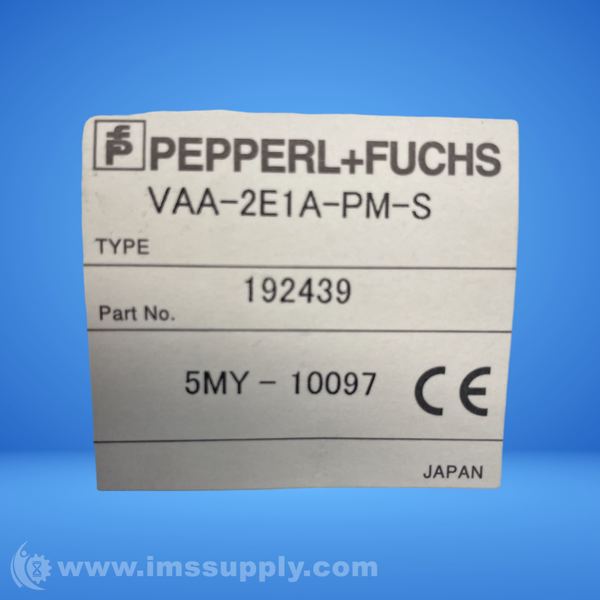 PEPPERL+FUCHS
VAA-2E1A-PM-S
TYPE
192439
Part No.
5MY-10097 CE
JAPAN
www.imssupply.com